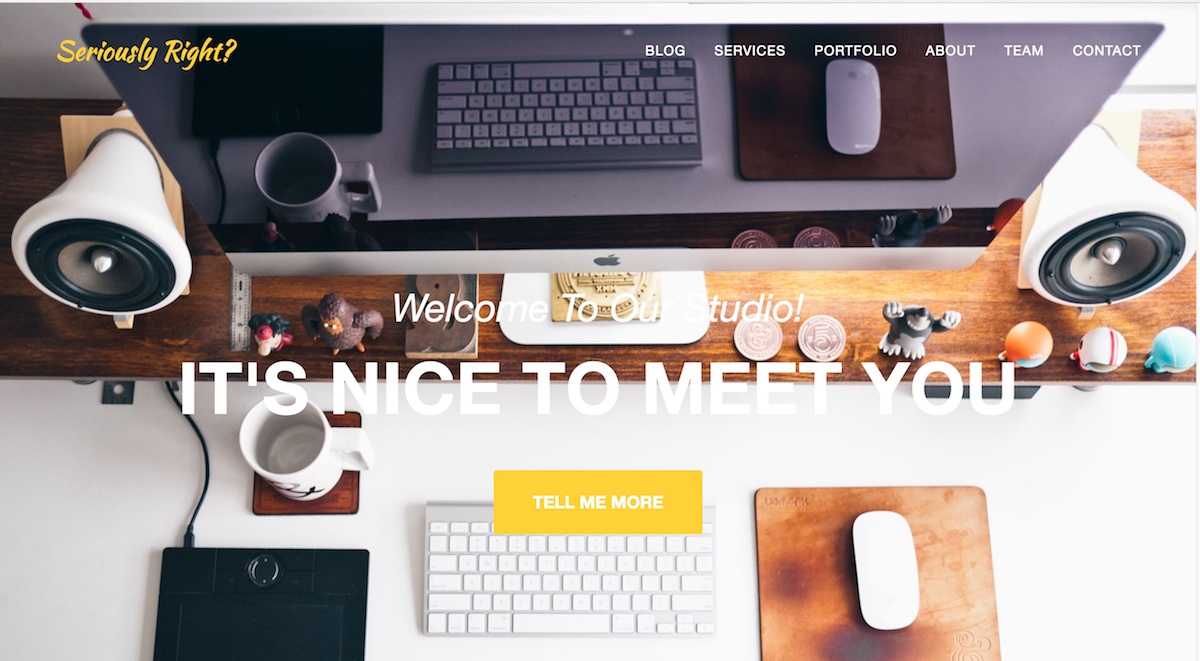 Seriously Right?
BLOG SERVICES PORTFOLIO ABOUT TEAM CONTACT
Welcome To Our Studio!
IT'S NICE TO MEET YOU
TELL ME MORE